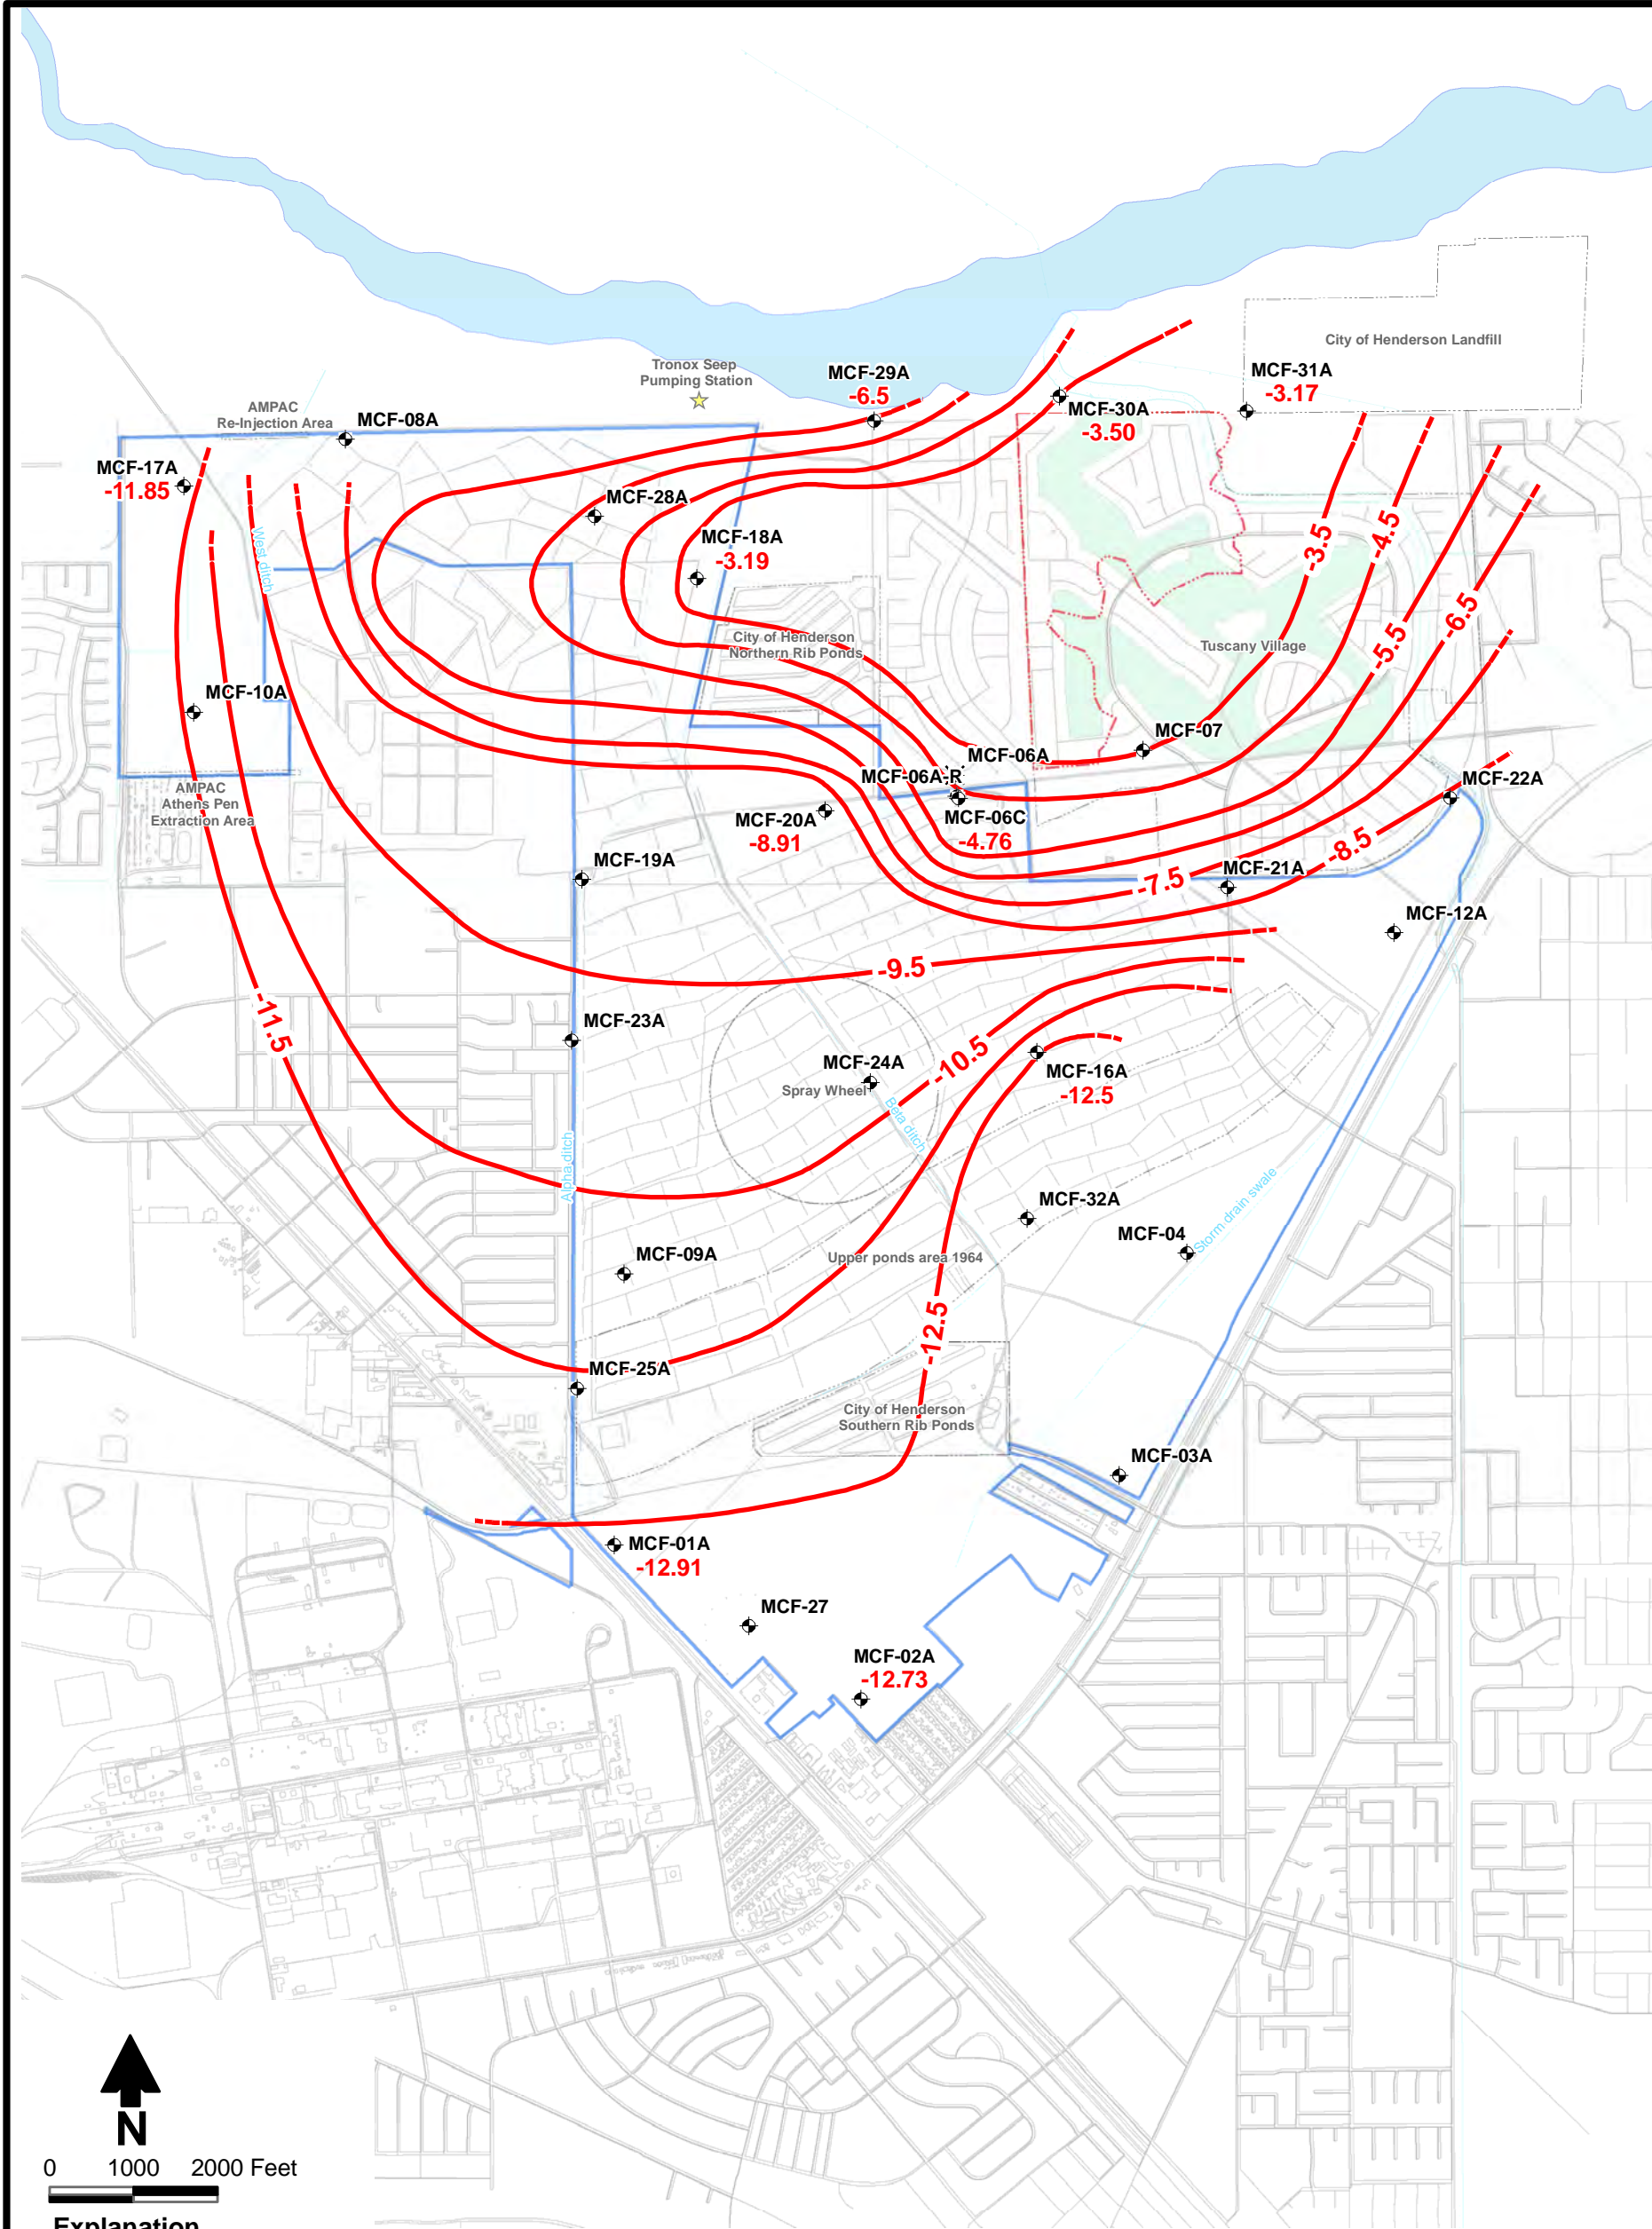 City of Henderson Landfill
Tronox Seep
Pumping Station
MCF-29A
-6.5
MCF-31A
-3.17
AMPAC
Re-Injection Area
MCF-08A
MCF-30A
-3.50
MCF-17A
-11.85
MCF-28A
MCF-18A
-3.19
West ditch
-3.5
-4.5
-5.5
-6.5
City of Henderson
Northern Rib Ponds
Tuscany Village
MCF-10A
MCF-07
MCF-06A
MCF-06A-R
MCF-22A
AMPAC
Athens Pen
Extraction Area
MCF-20A
-8.91
MCF-06C
-4.76
-8.5
MCF-19A
MCF-21A
-7.5
MCF-12A
-9.5
-11.5
MCF-23A
-10.5
MCF-24A
Spray Wheel
MCF-16A
-12.5
Beta ditch
Alpha ditch
MCF-32A
MCF-04
Storm drain swale
MCF-09A
Upper ponds area 1964
-12.5
MCF-25A
City of Henderson
Southern Rib Ponds
MCF-03A
MCF-01A
-12.91
MCF-27
MCF-02A
-12.73
N
0 1000 2000 Feet
Explanation